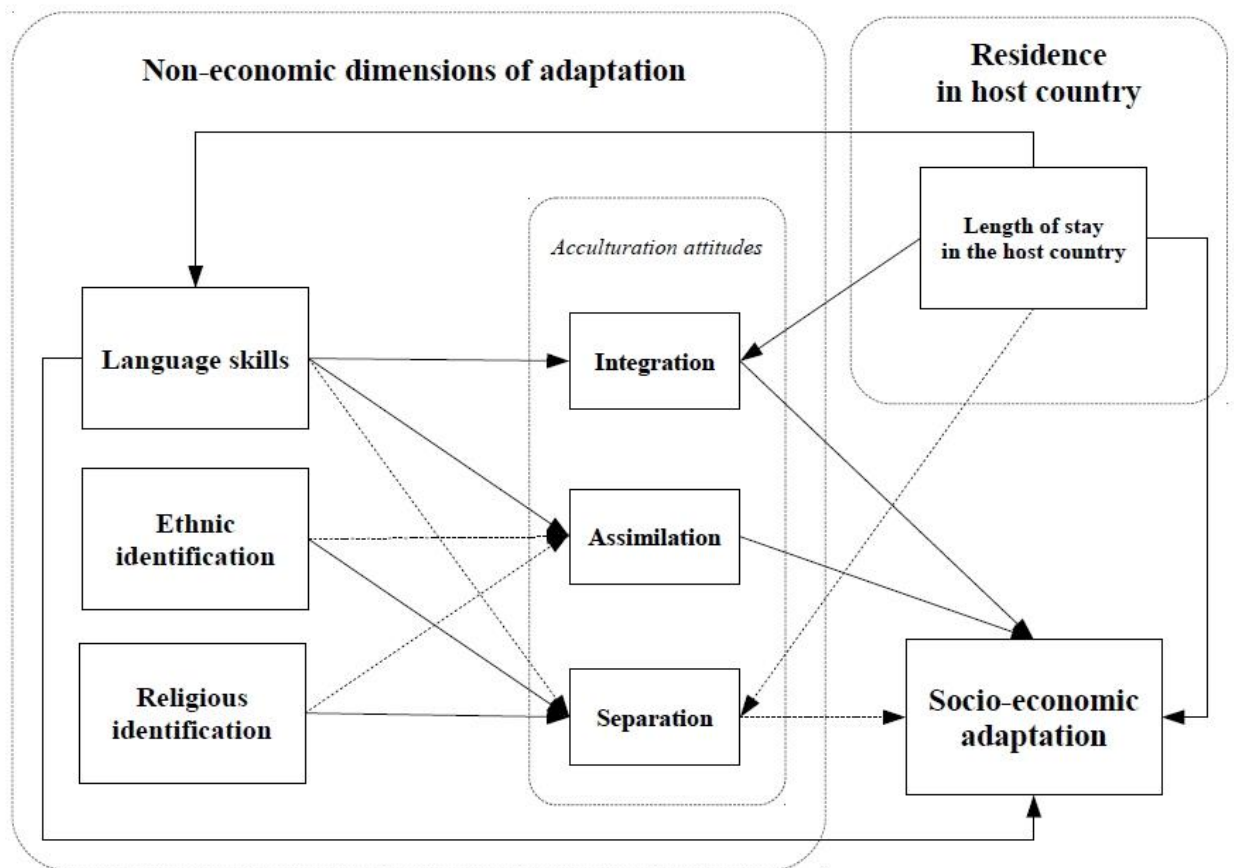 Non-economic dimensions of adaptation
Residence
in host country
Length of stay
in the host country
Acculturation attitudes
Language skills
Integration
Ethnic
identification
Assimilation
Religious
identification
Separation
Socio-economic
adaptation